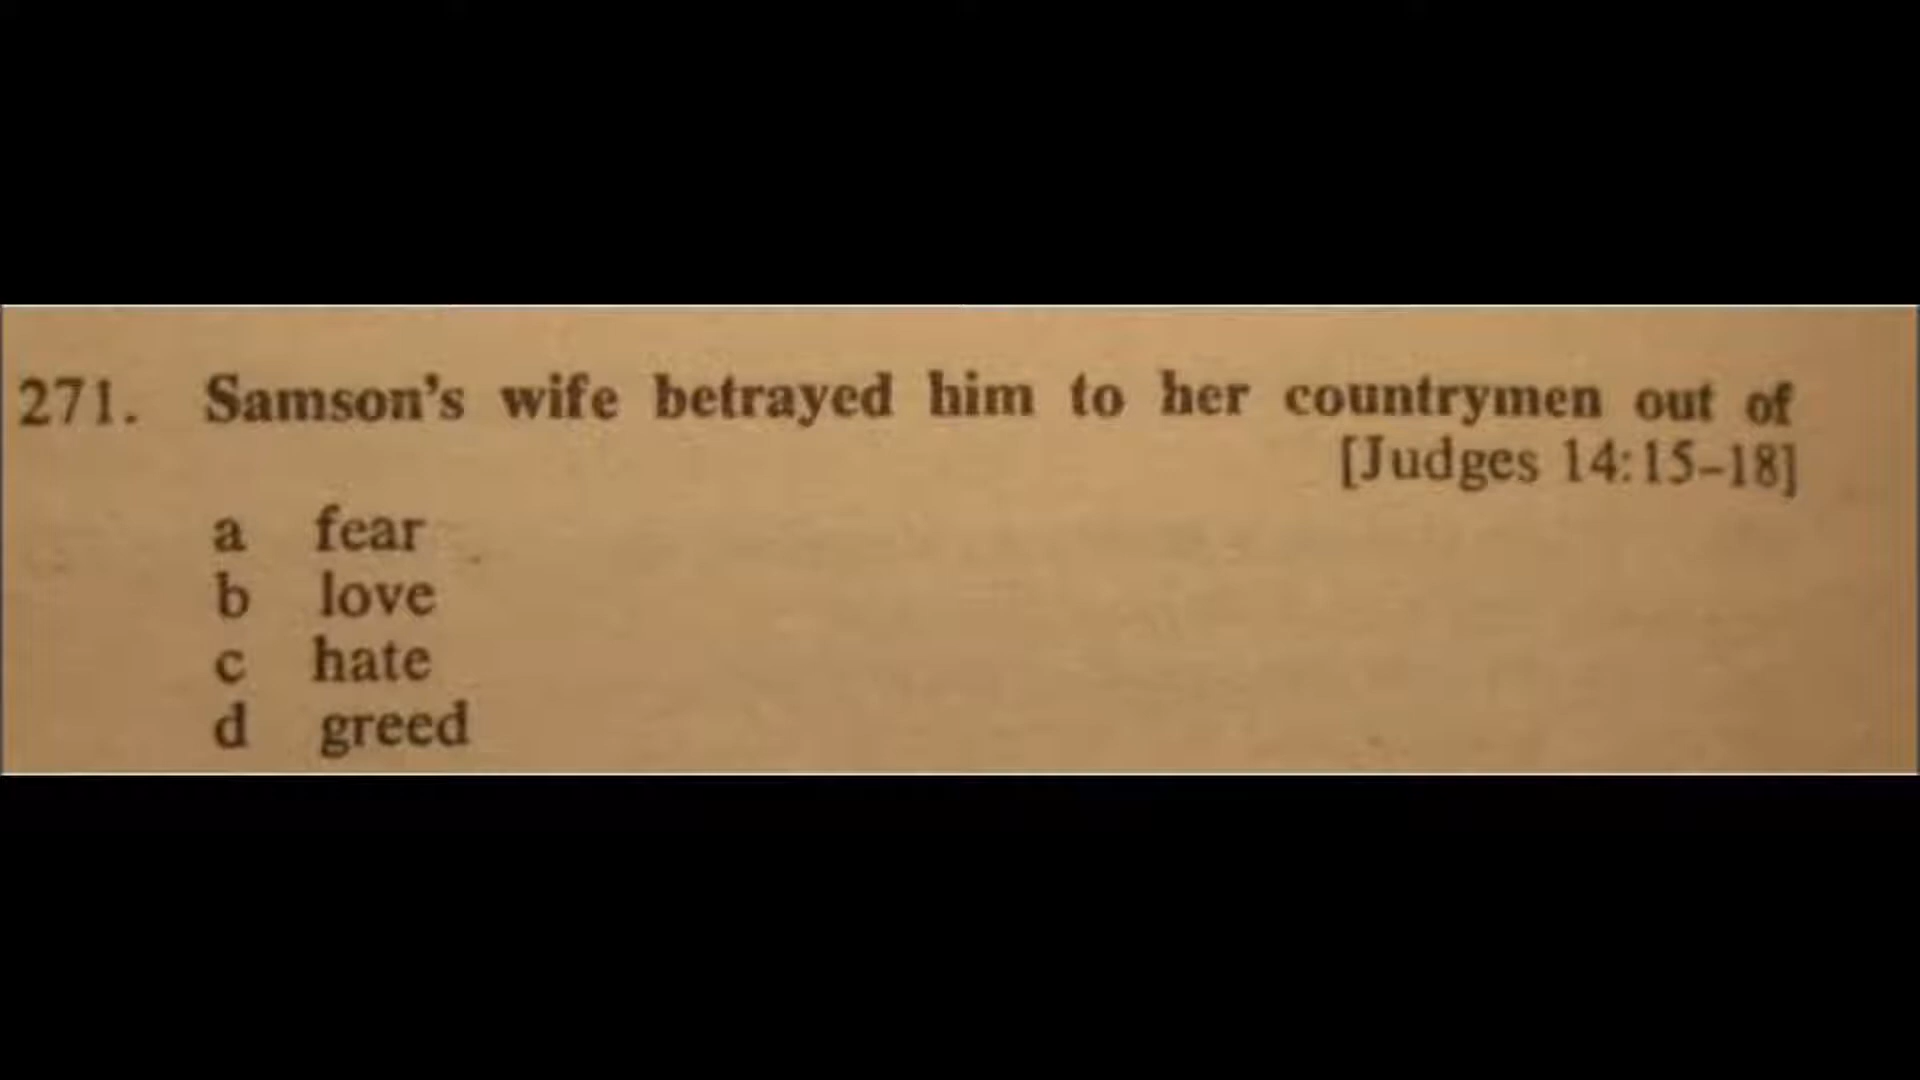 271. Samson's wife betrayed him to her countrymen out of
[Judges 14:15–18]
a fear
b love
c hate
d greed